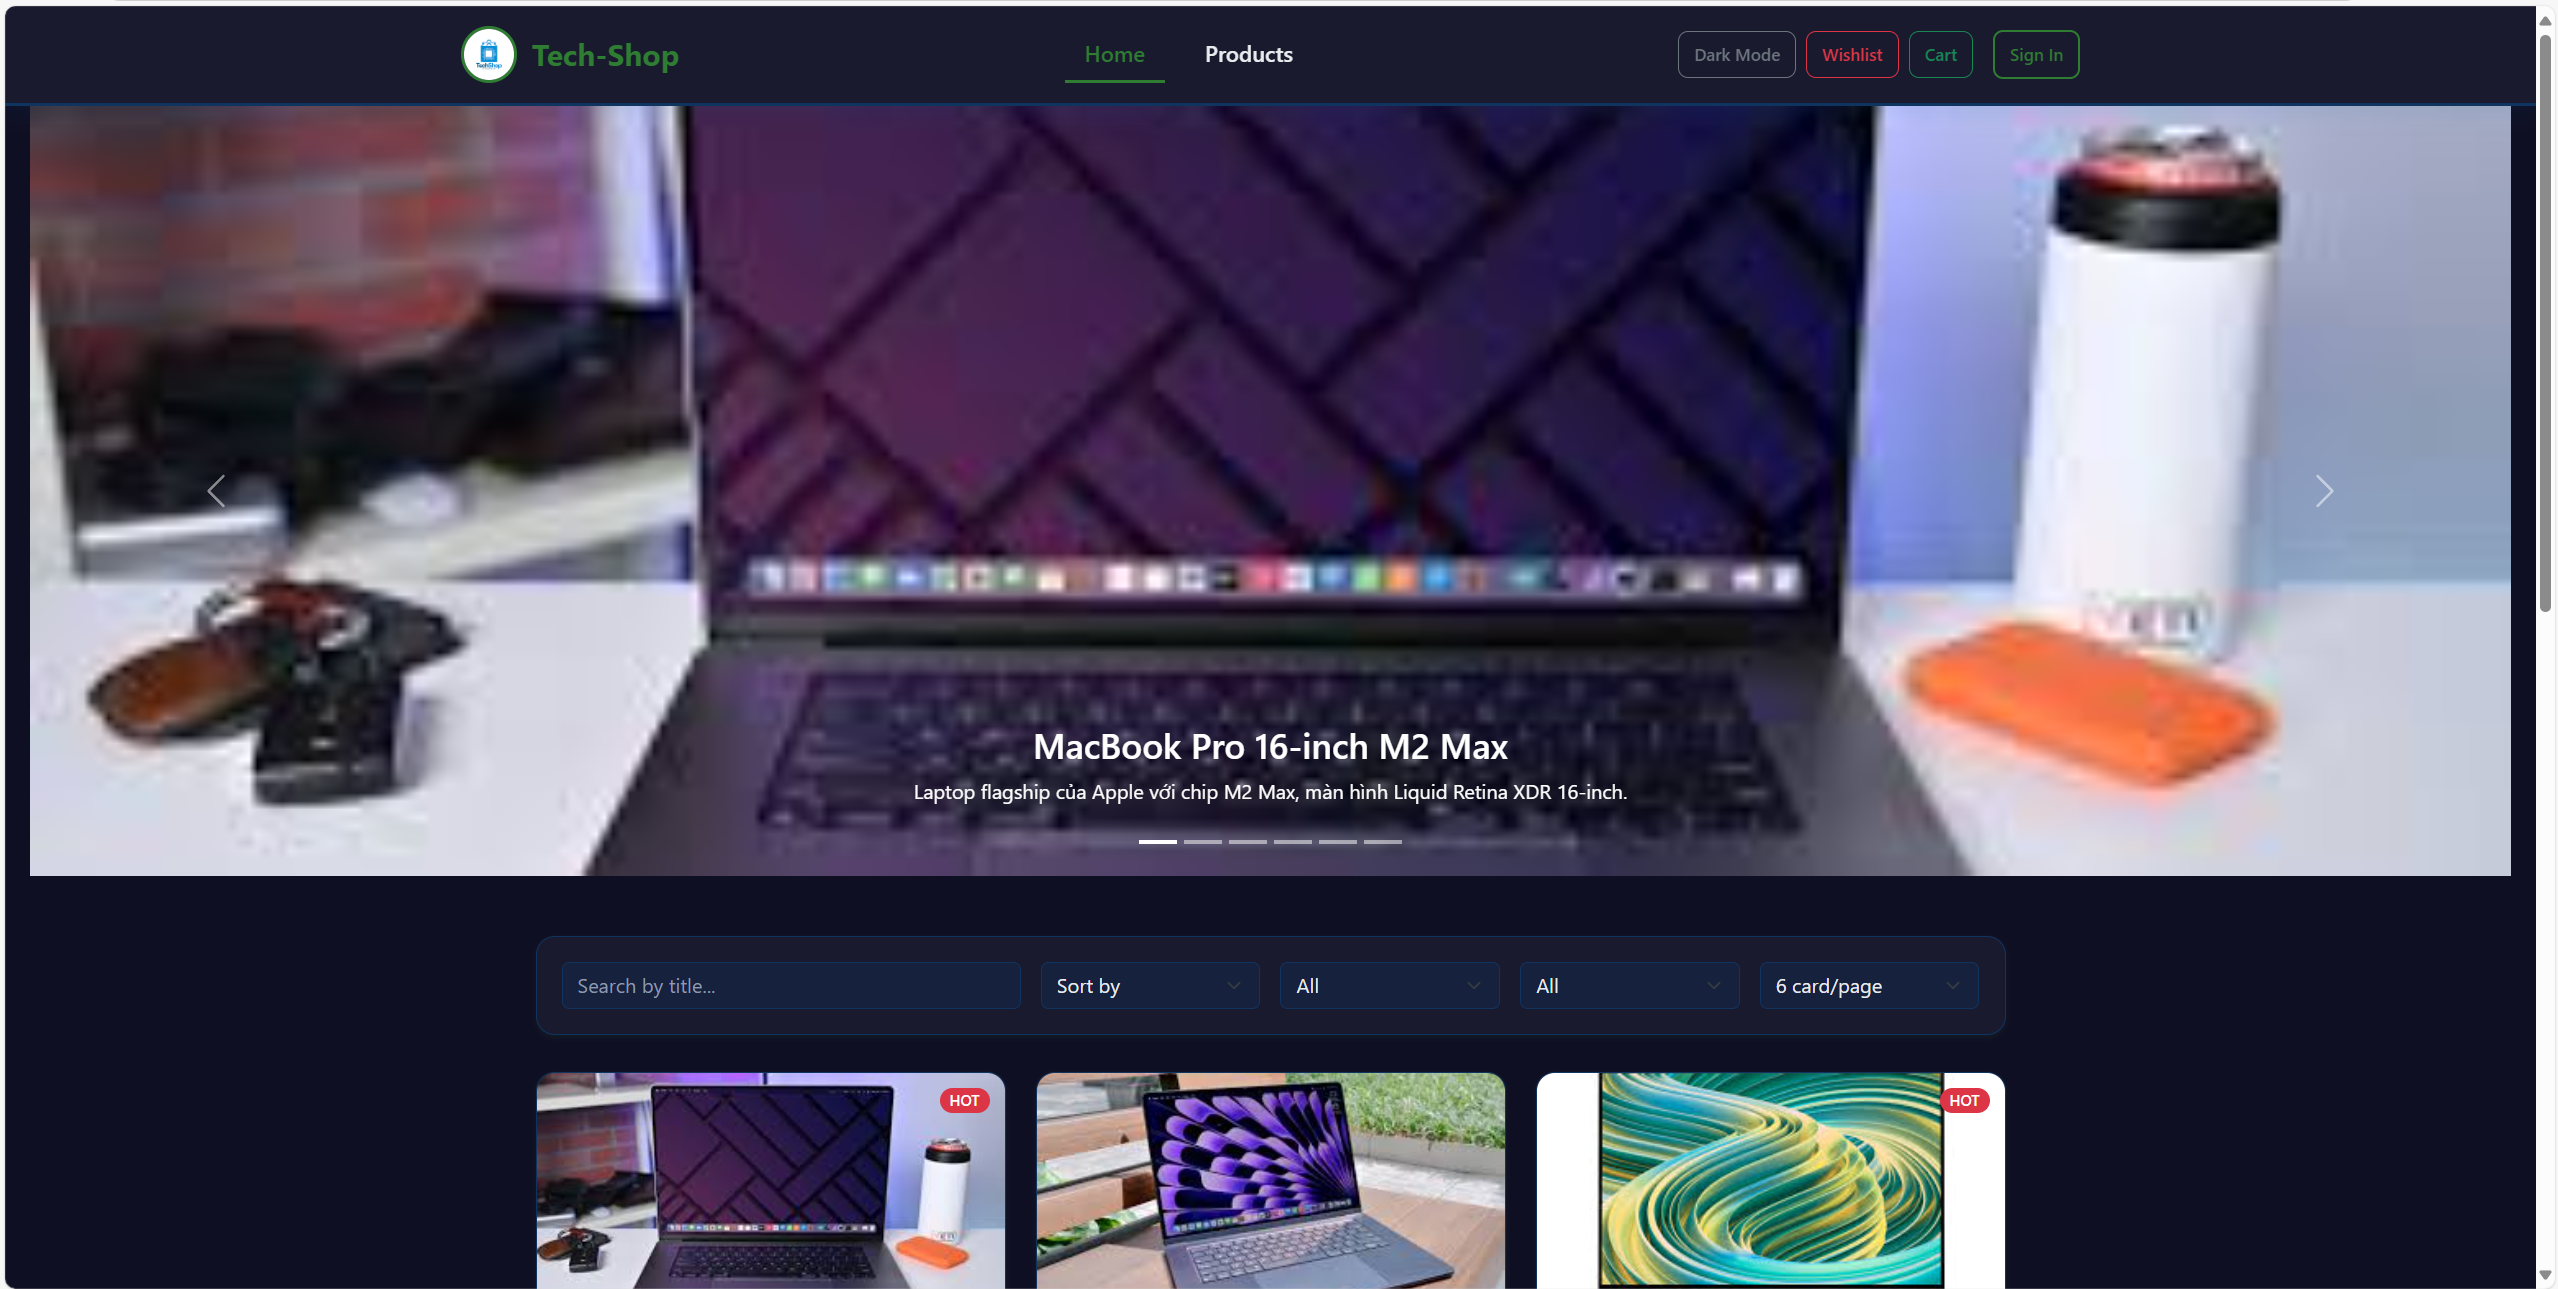 TechShop
Tech-Shop
Home
Products
Dark Mode
Wishlist
Cart
Sign In
MacBook Pro 16-inch M2 Max
Laptop flagship của Apple với chip M2 Max, màn hình Liquid Retina XDR 16-inch.
Search by title...
Sort by
All
All
6 card/page
HOT
HOT